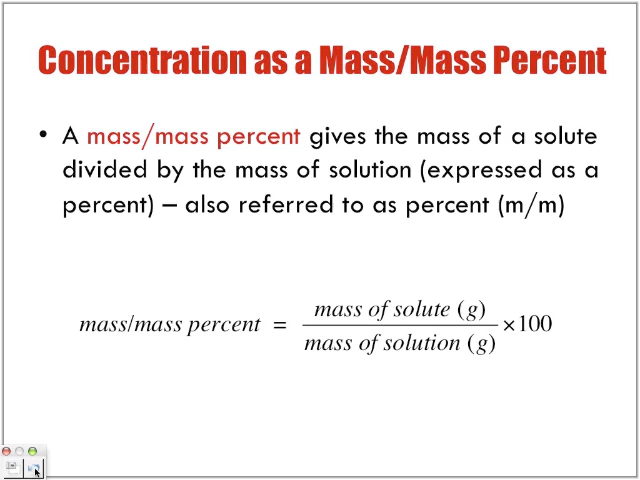 Concentration as a Mass/Mass Percent
• A mass/mass percent gives the mass of a solute
divided by the mass of solution (expressed as a
percent) – also referred to as percent (m/m)
mass/mass percent = mass of solute (g) / mass of solution (g) ×100